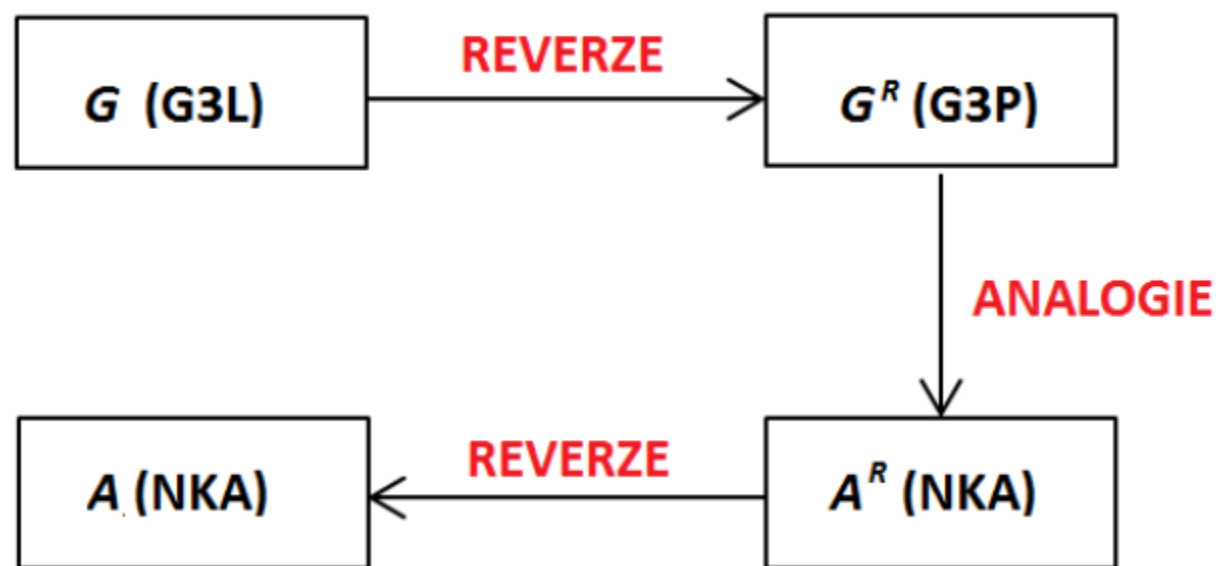 REVERZE
G (G3L)
G^R (G3P)
ANALOGIE
REVERZE
A (NKA)
A^R (NKA)